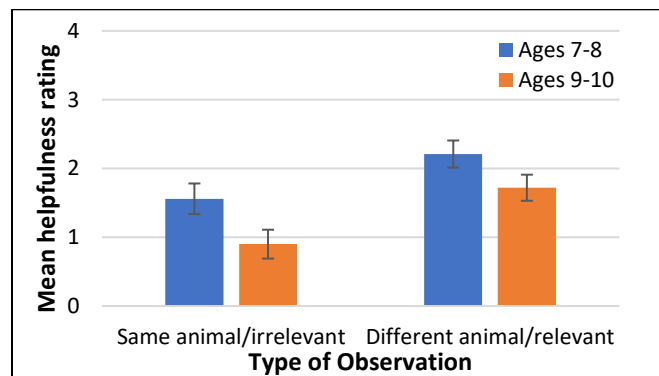 Mean helpfulness rating
4
3
2
1
0
Ages 7-8
Ages 9-10
Same animal/irrelevant Different animal/relevant
Type of Observation